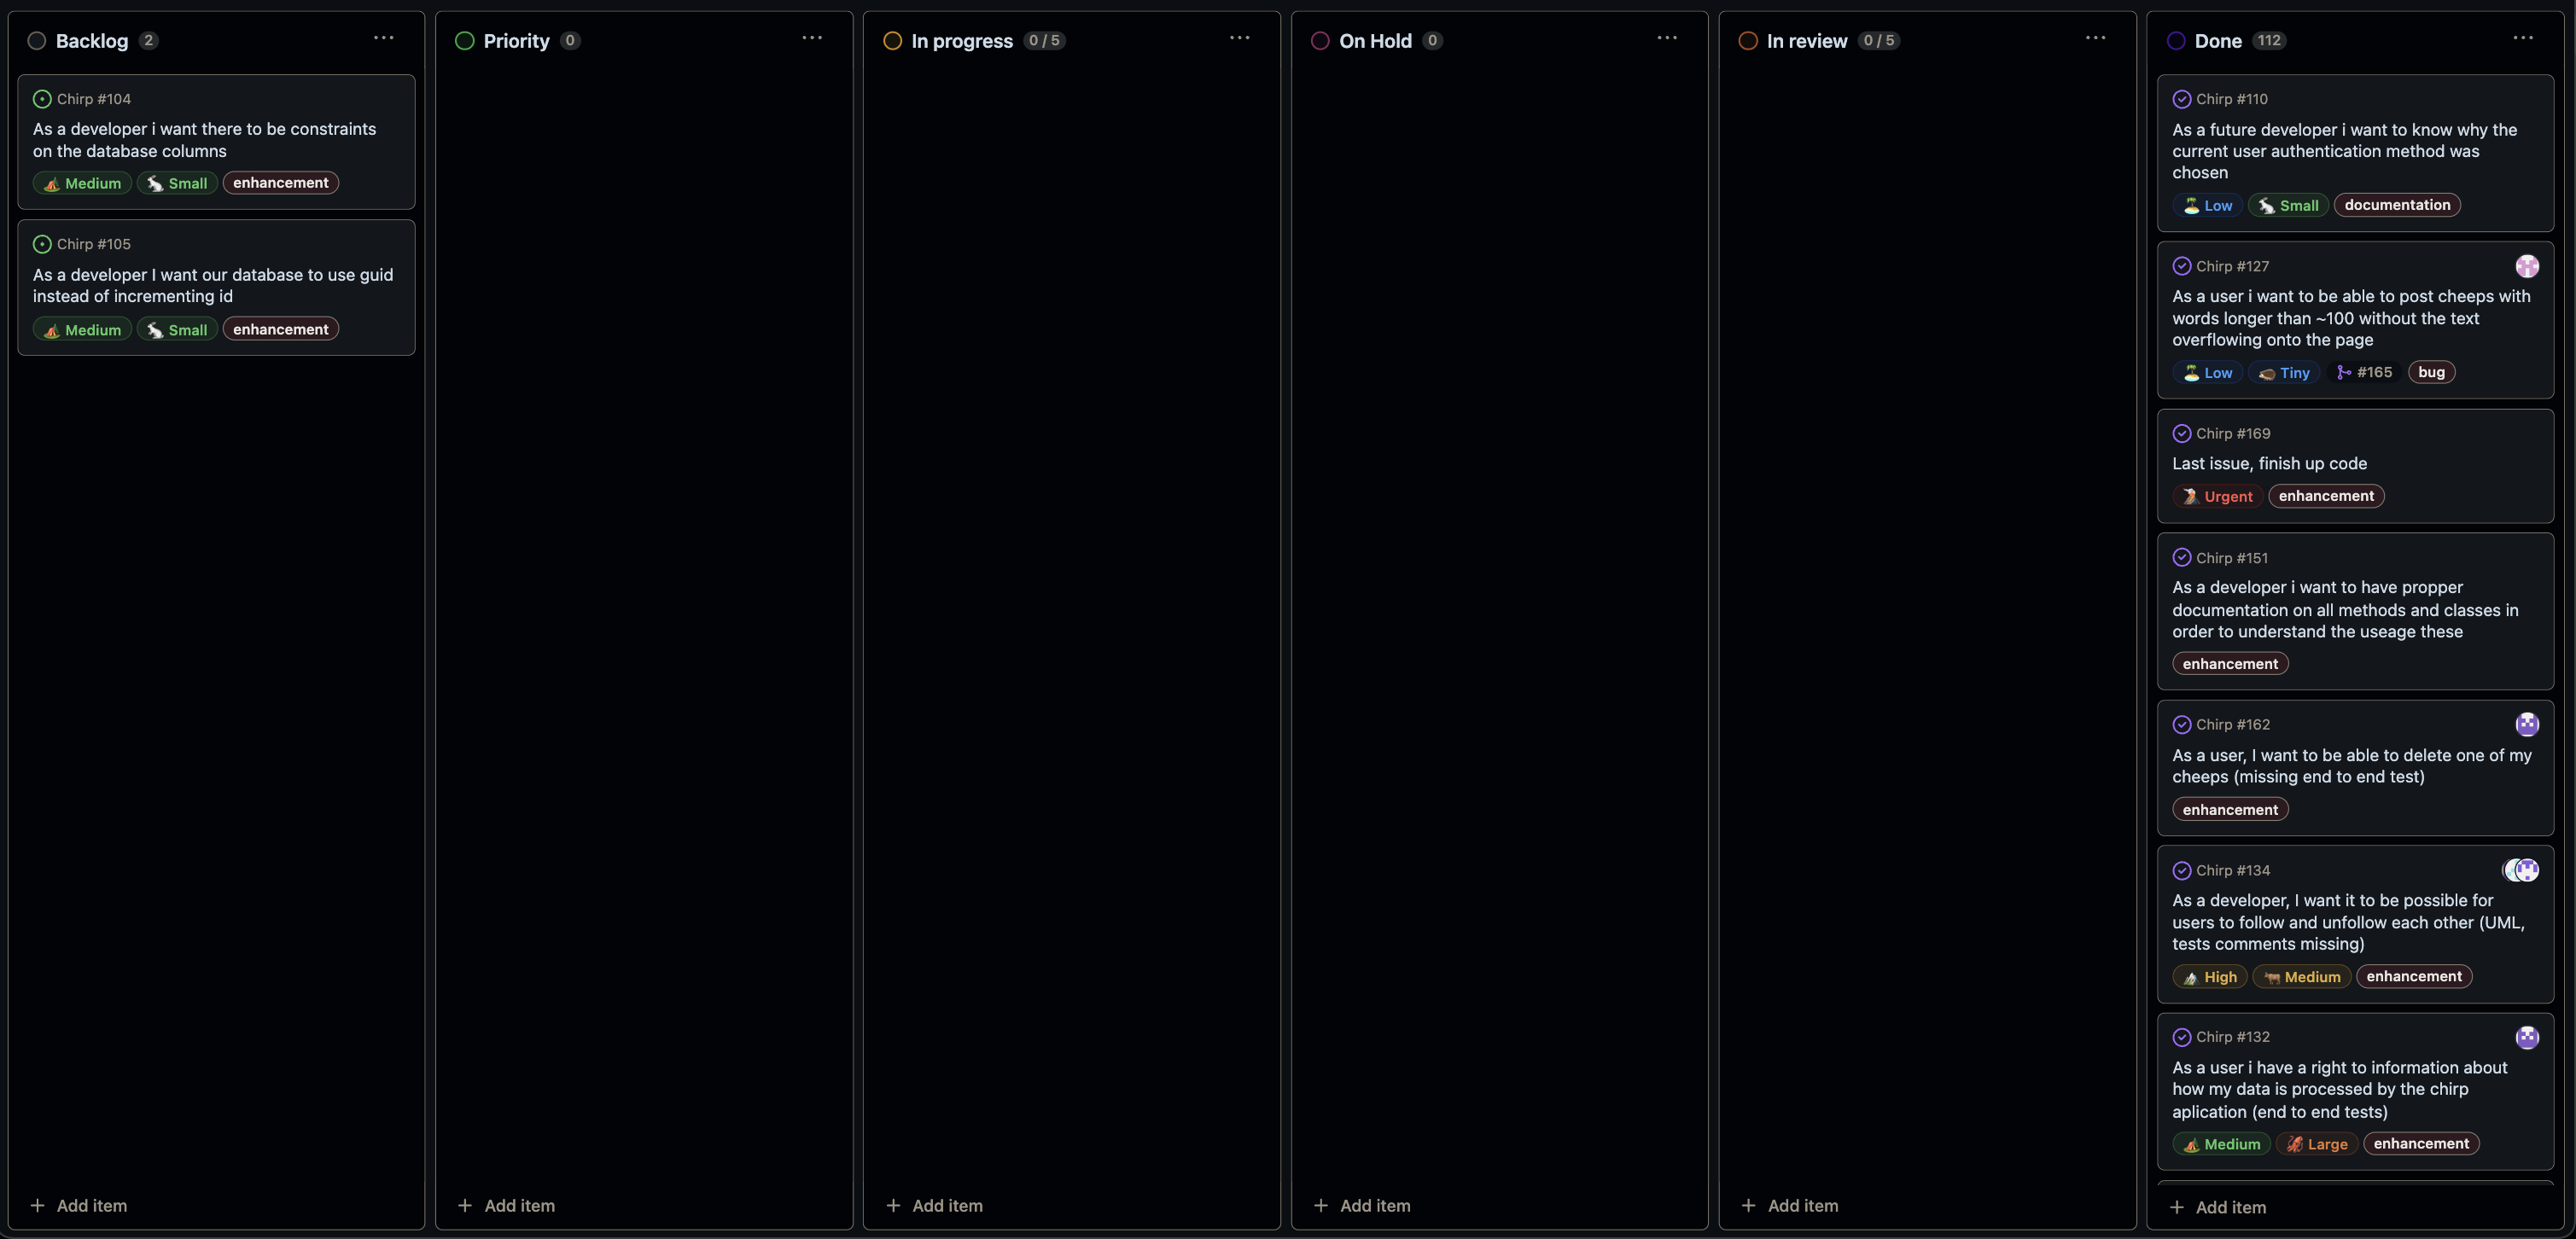 Backlog 2
Chirp #104
As a developer i want there to be constraints
on the database columns
Medium Small enhancement
Chirp #105
As a developer I want our database to use guid
instead of incrementing id
Medium Small enhancement
+ Add item
Priority 0
+ Add item
In progress 0 / 5
+ Add item
On Hold 0
+ Add item
In review 0 / 5
+ Add item
Done 112
Chirp #110
As a future developer i want to know why the
current user authentication method was
chosen
Low Small documentation
Chirp #127
As a user i want to be able to post cheeps with
words longer than ~100 without the text
overflowing onto the page
Low Tiny #165 bug
Chirp #169
Last issue, finish up code
Urgent enhancement
Chirp #151
As a developer i want to have propper
documentation on all methods and classes in
order to understand the useage these
enhancement
Chirp #162
As a user, I want to be able to delete one of my
cheeps (missing end to end test)
enhancement
Chirp #134
As a developer, I want it to be possible for
users to follow and unfollow each other (UML,
tests comments missing)
High Medium enhancement
Chirp #132
As a user i have a right to information about
how my data is processed by the chirp
aplication (end to end tests)
Medium Large enhancement
+ Add item